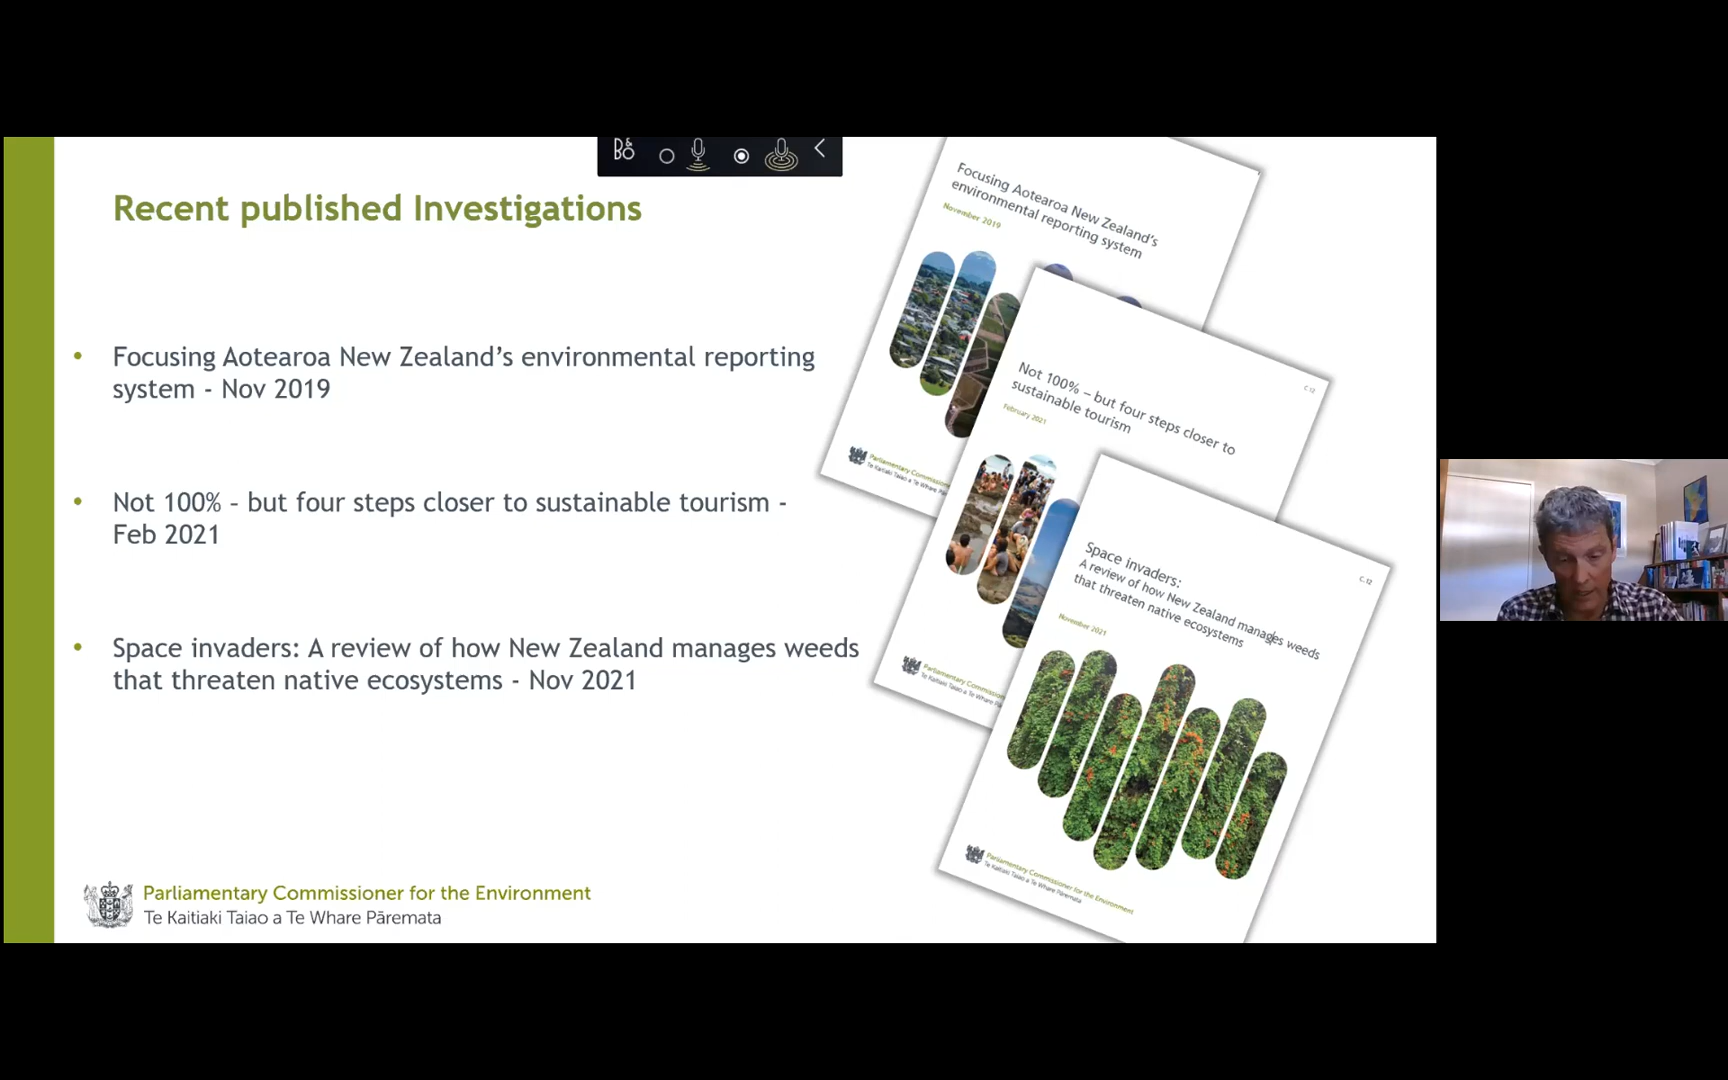 B&O
Recent published Investigations
• Focusing Aotearoa New Zealand’s environmental reporting
system - Nov 2019
• Not 100% – but four steps closer to sustainable tourism -
Feb 2021
• Space invaders: A review of how New Zealand manages weeds
that threaten native ecosystems - Nov 2021
Parliamentary Commissioner for the Environment
Te Kaitiaki Taiao a Te Whare Pāremata
Focusing Aotearoa New Zealand’s
environmental reporting system
November 2019
Parliamentary Commis
Te Kaitiaki Taiao a Te Whare Pā
C.12
Not 100% – but four steps closer to
sustainable tourism
February 2021
Parliamentary Commission
Te Kaitiaki Taiao a Te Whare Pā
C.12
Space invaders:
A review of how New Zealand manages weeds
that threaten native ecosystems
November 2021
Parliamentary Commissioner for the Environment
Te Kaitiaki Taiao a Te Whare Pāremata